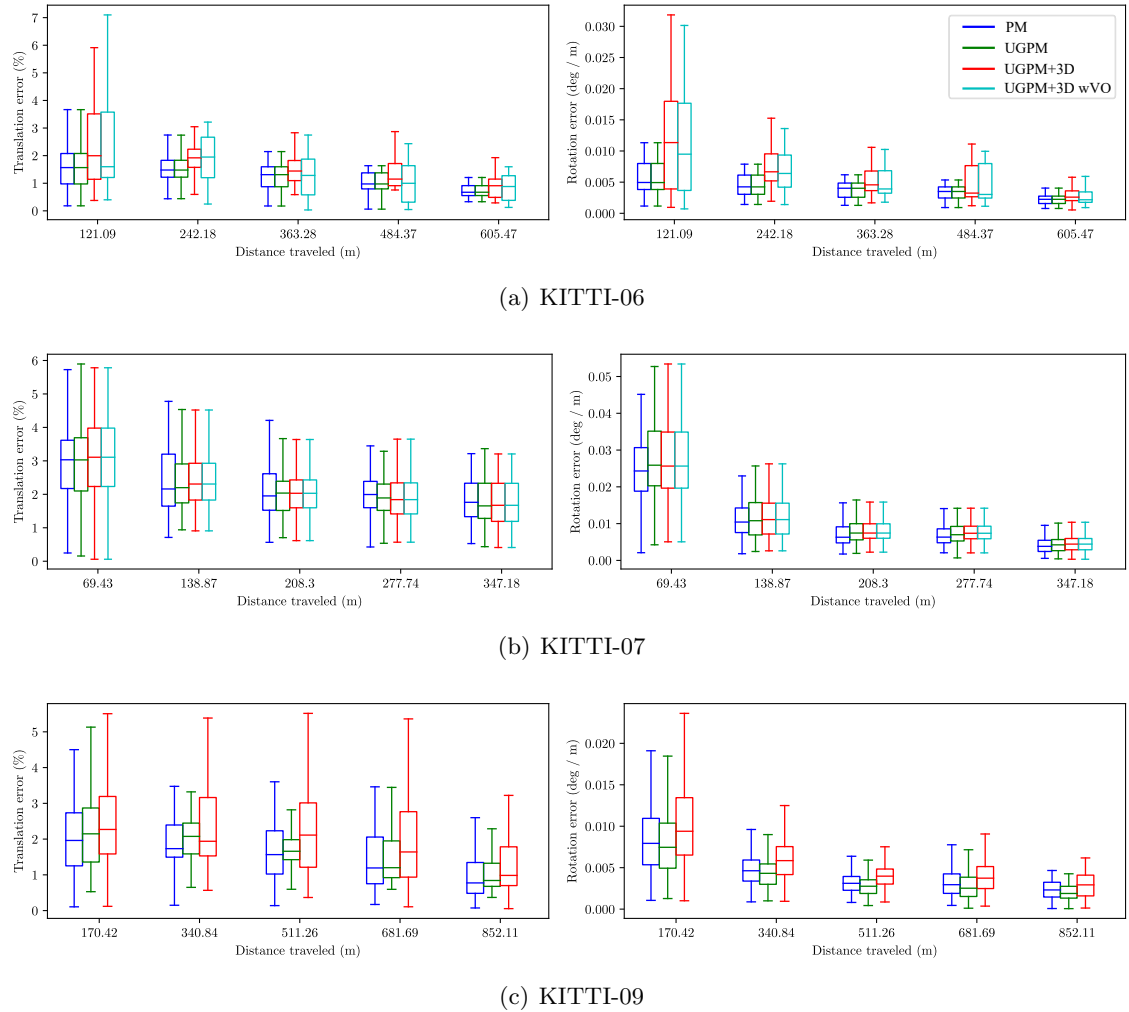 7
6
5
4
3
2
1
0
Translation error (%)
121.09 242.18 363.28 484.37 605.47
Distance traveled (m)
0.030
0.025
0.020
0.015
0.010
0.005
0.000
Rotation error (deg / m)
PM
UGPM
UGPM+3D
UGPM+3D wVO
121.09 242.18 363.28 484.37 605.47
Distance traveled (m)
(a) KITTI-06
6
5
4
3
2
1
0
Translation error (%)
69.43 138.87 208.3 277.74 347.18
Distance traveled (m)
0.05
0.04
0.03
0.02
0.01
0.00
Rotation error (deg / m)
69.43 138.87 208.3 277.74 347.18
Distance traveled (m)
(b) KITTI-07
5
4
3
2
1
0
Translation error (%)
170.42 340.84 511.26 681.69 852.11
Distance traveled (m)
0.020
0.015
0.010
0.005
0.000
Rotation error (deg / m)
170.42 340.84 511.26 681.69 852.11
Distance traveled (m)
(c) KITTI-09